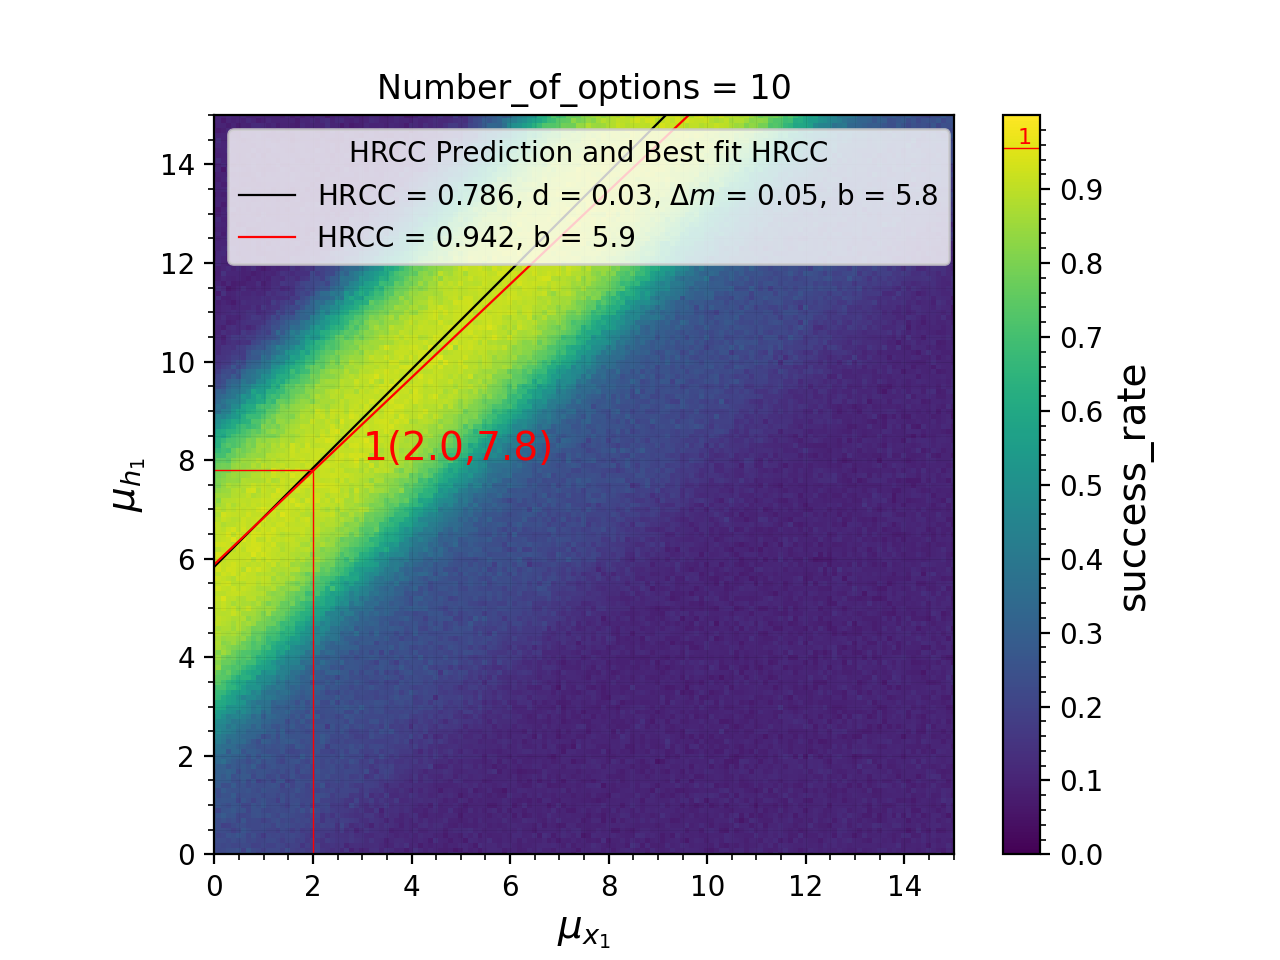 Number_of_options = 10
HRCC Prediction and Best fit HRCC
HRCC = 0.786, d = 0.03, Δm = 0.05, b = 5.8
HRCC = 0.942, b = 5.9
1(2.0,7.8)
14
12
10
8
6
4
2
0
μh1
0 2 4 6 8 10 12 14
μx1
1
0.9
0.8
0.7
0.6
0.5
0.4
0.3
0.2
0.1
0.0
success_rate